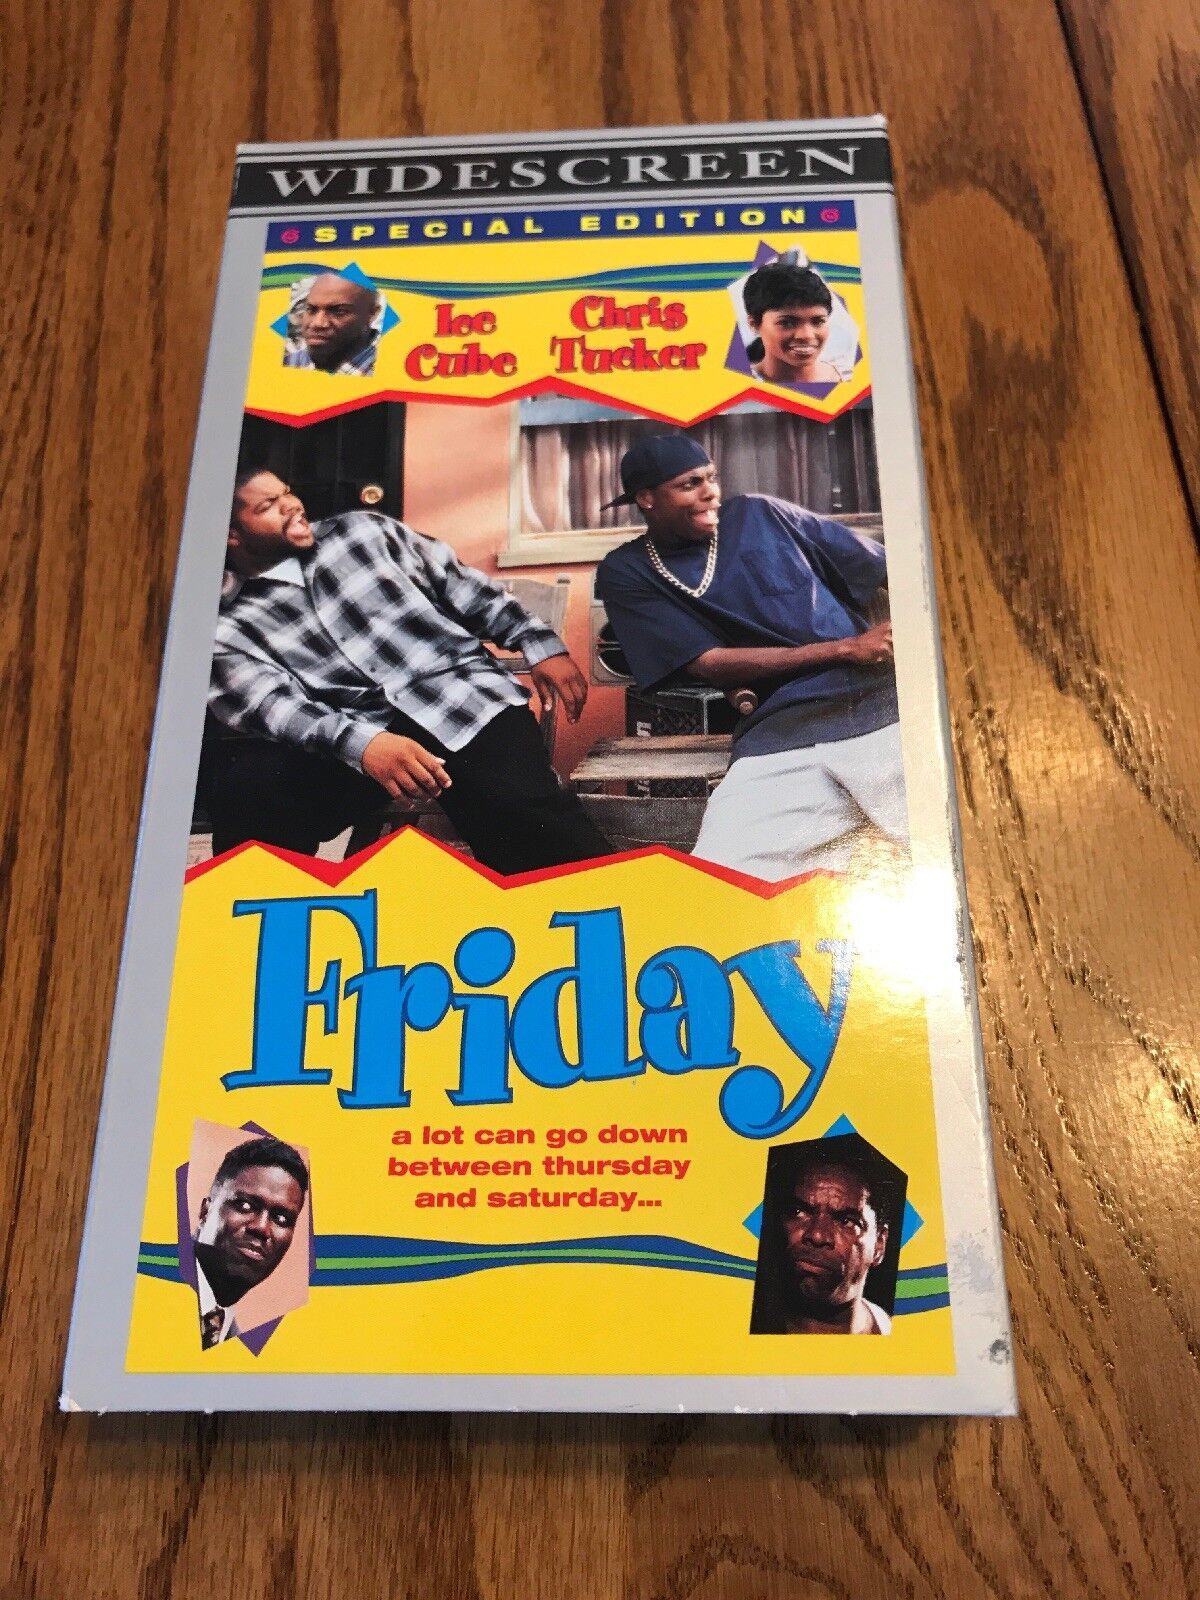 WIDESCREEN
SPECIAL EDITION
Ice Cube
Chris Tucker
Friday
a lot can go down
between thursday
and saturday...